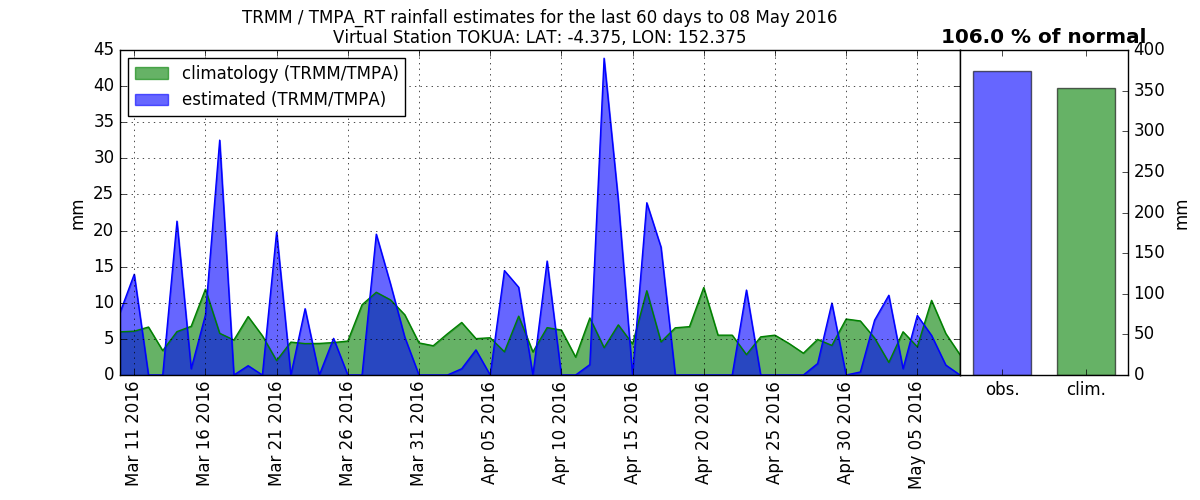 TRMM / TMPA_RT rainfall estimates for the last 60 days to 08 May 2016
Virtual Station TOKUA: LAT: -4.375, LON: 152.375
106.0 % of normal
climatology (TRMM/TMPA)
estimated (TRMM/TMPA)
45
40
35
30
25
20
15
10
5
0
mm
Mar 11 2016
Mar 16 2016
Mar 21 2016
Mar 26 2016
Mar 31 2016
Apr 05 2016
Apr 10 2016
Apr 15 2016
Apr 20 2016
Apr 25 2016
Apr 30 2016
May 05 2016
obs.
clim.
400
350
300
250
200
150
100
50
0
mm